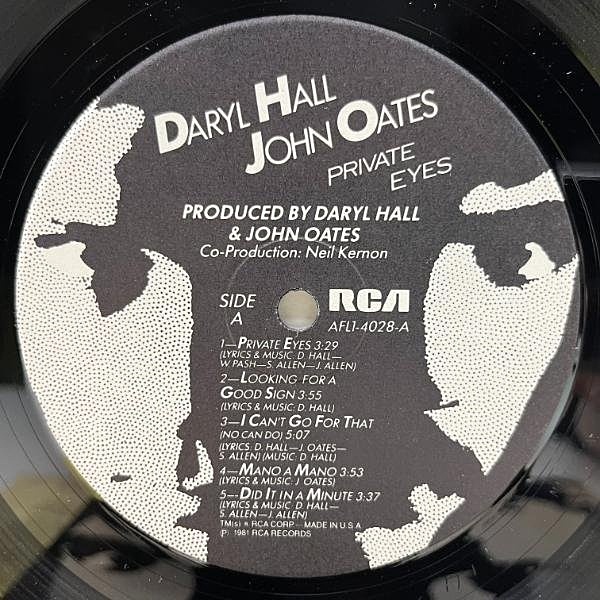 DARYL HALL
JOHN OATES
PRIVATE
EYES
PRODUCED BY DARYL HALL
& JOHN OATES
Co-Production: Neil Kernon
SIDE
A
RCA
AFL1-4028-A
1—PRIVATE EYES 3:29
(LYRICS & MUSIC: D. HALL—
W. PASH—S. ALLEN—J. ALLEN)
2—LOOKING FOR A
GOOD SIGN 3:55
(LYRICS & MUSIC: D. HALL)
3—I CAN'T GO FOR THAT
(NO CAN DO) 5:07
(LYRICS: D. HALL—J. OATES—
S. ALLEN) (MUSIC: D. HALL)
4—MANO A MANO 3:53
(LYRICS & MUSIC: J. OATES)
5—DID IT IN A MINUTE 3:37
(LYRICS & MUSIC: D. HALL—
S. ALLEN—J. ALLEN)
TM(s) ® RCA CORP.—MADE IN U.S.A.
(P) 1981 RCA RECORDS